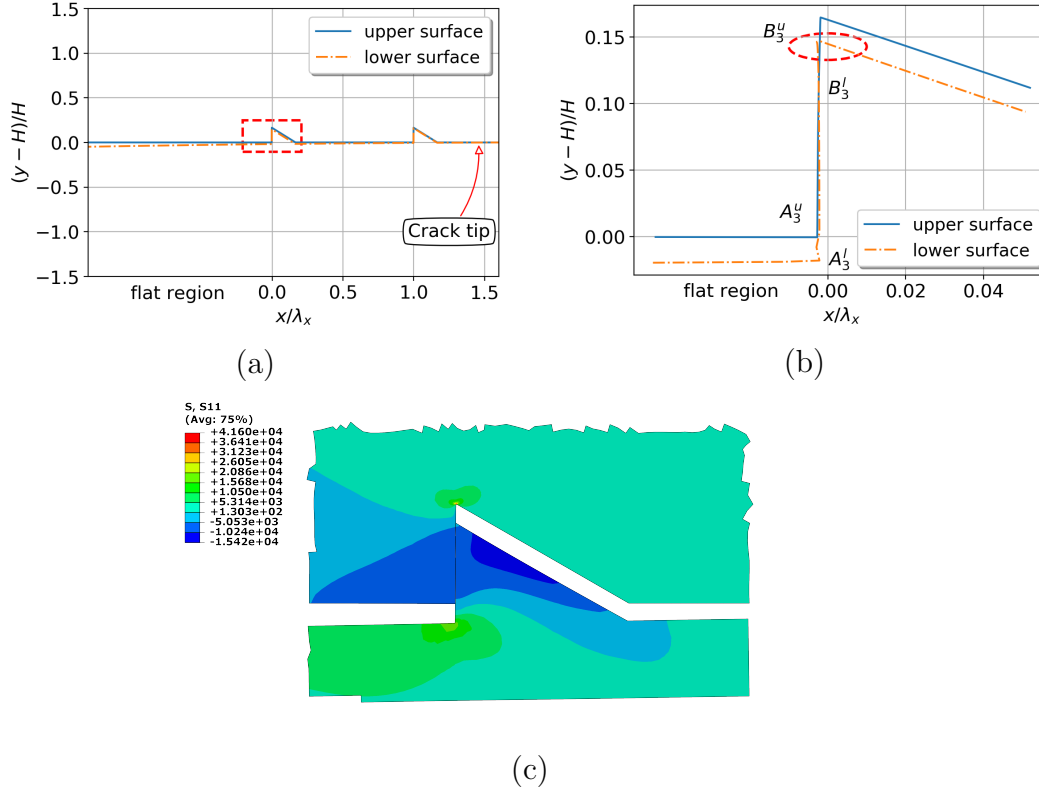 1.5
1.0
0.5
0.0
−0.5
−1.0
−1.5
(y − H)/H
upper surface
lower surface
Crack tip
flat region
0.0
0.5
1.0
1.5
x/λx
(a)
0.15
0.10
0.05
0.00
(y − H)/H
B3u
B3l
A3u
A3l
upper surface
lower surface
flat region
0.00
0.02
0.04
x/λx
(b)
S, S11
(Avg: 75%)
+4.160e+04
+3.641e+04
+3.123e+04
+2.605e+04
+2.086e+04
+1.568e+04
+1.050e+04
+5.314e+03
+1.303e+02
-5.053e+03
-1.024e+04
-1.542e+04
(c)